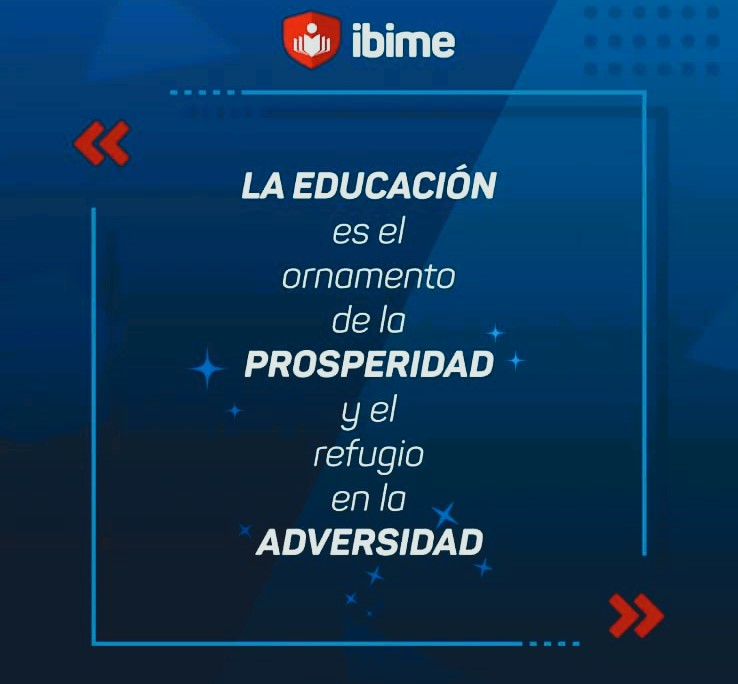 ibime
LA EDUCACIÓN
es el
ornamento
de la
PROSPERIDAD
y el
refugio
en la
ADVERSIDAD